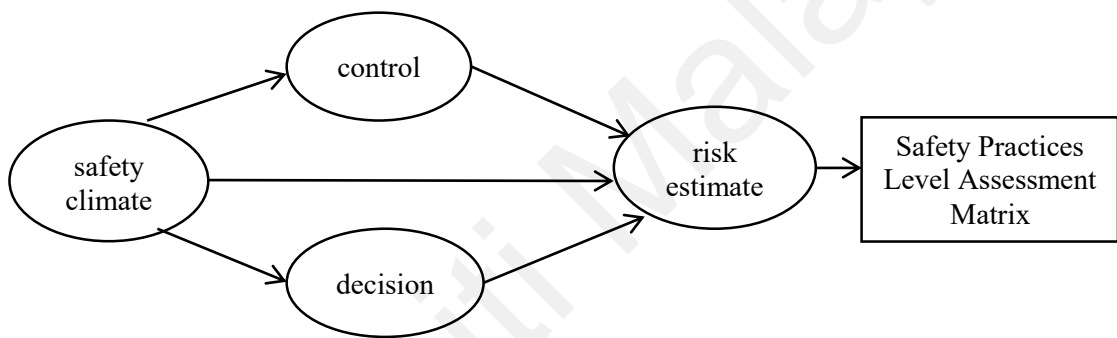 control
safety
climate
risk
estimate
Safety Practices
Level Assessment
Matrix
decision